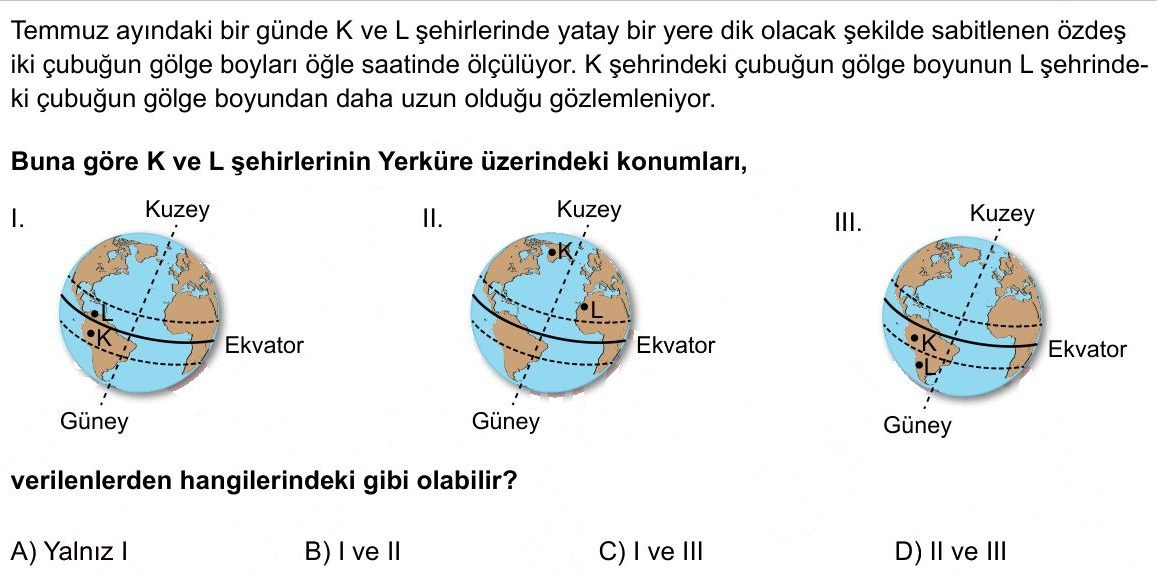 Temmuz ayındaki bir günde K ve L şehirlerinde yatay bir yere dik olacak şekilde sabitlenen özdeş
iki çubuğun gölge boyları öğle saatinde ölçülüyor. K şehrindeki çubuğun gölge boyunun L şehrinde-
ki çubuğun gölge boyundan daha uzun olduğu gözlemleniyor.
Buna göre K ve L şehirlerinin Yerküre üzerindeki konumları,
I.
Kuzey
L
K
Ekvator
Güney
II.
Kuzey
K
L
Ekvator
Güney
III.
Kuzey
K
L
Ekvator
Güney
verilenlerden hangilerindeki gibi olabilir?
A) Yalnız I
B) I ve II
C) I ve III
D) II ve III